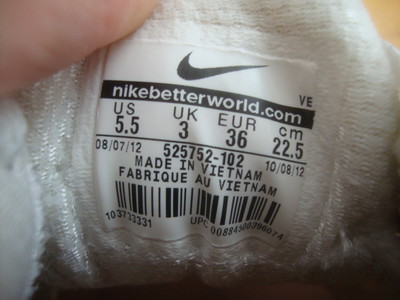 nikebetterworld.com
VE
US UK EUR cm
5.5 3 36 22.5
08/07/12 525752-102 10/08/12
MADE IN VIETNAM
FABRIQUE AU VIETNAM
UPC